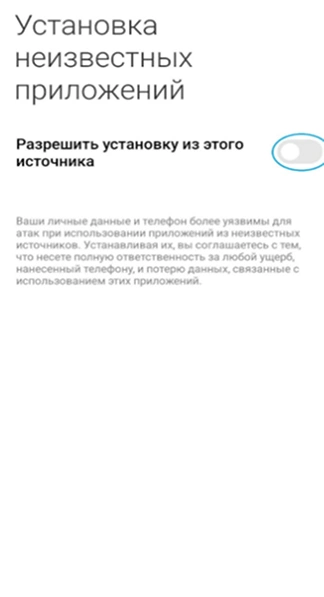 Установка
неизвестных
приложений
Разрешить установку из этого
источника
Ваши личные данные и телефон более уязвимы для
атак при использовании приложений из неизвестных
источников. Устанавливая их, вы соглашаетесь с тем,
что несете полную ответственность за любой ущерб,
нанесенный телефону, и потерю данных, связанные с
использованием этих приложений.